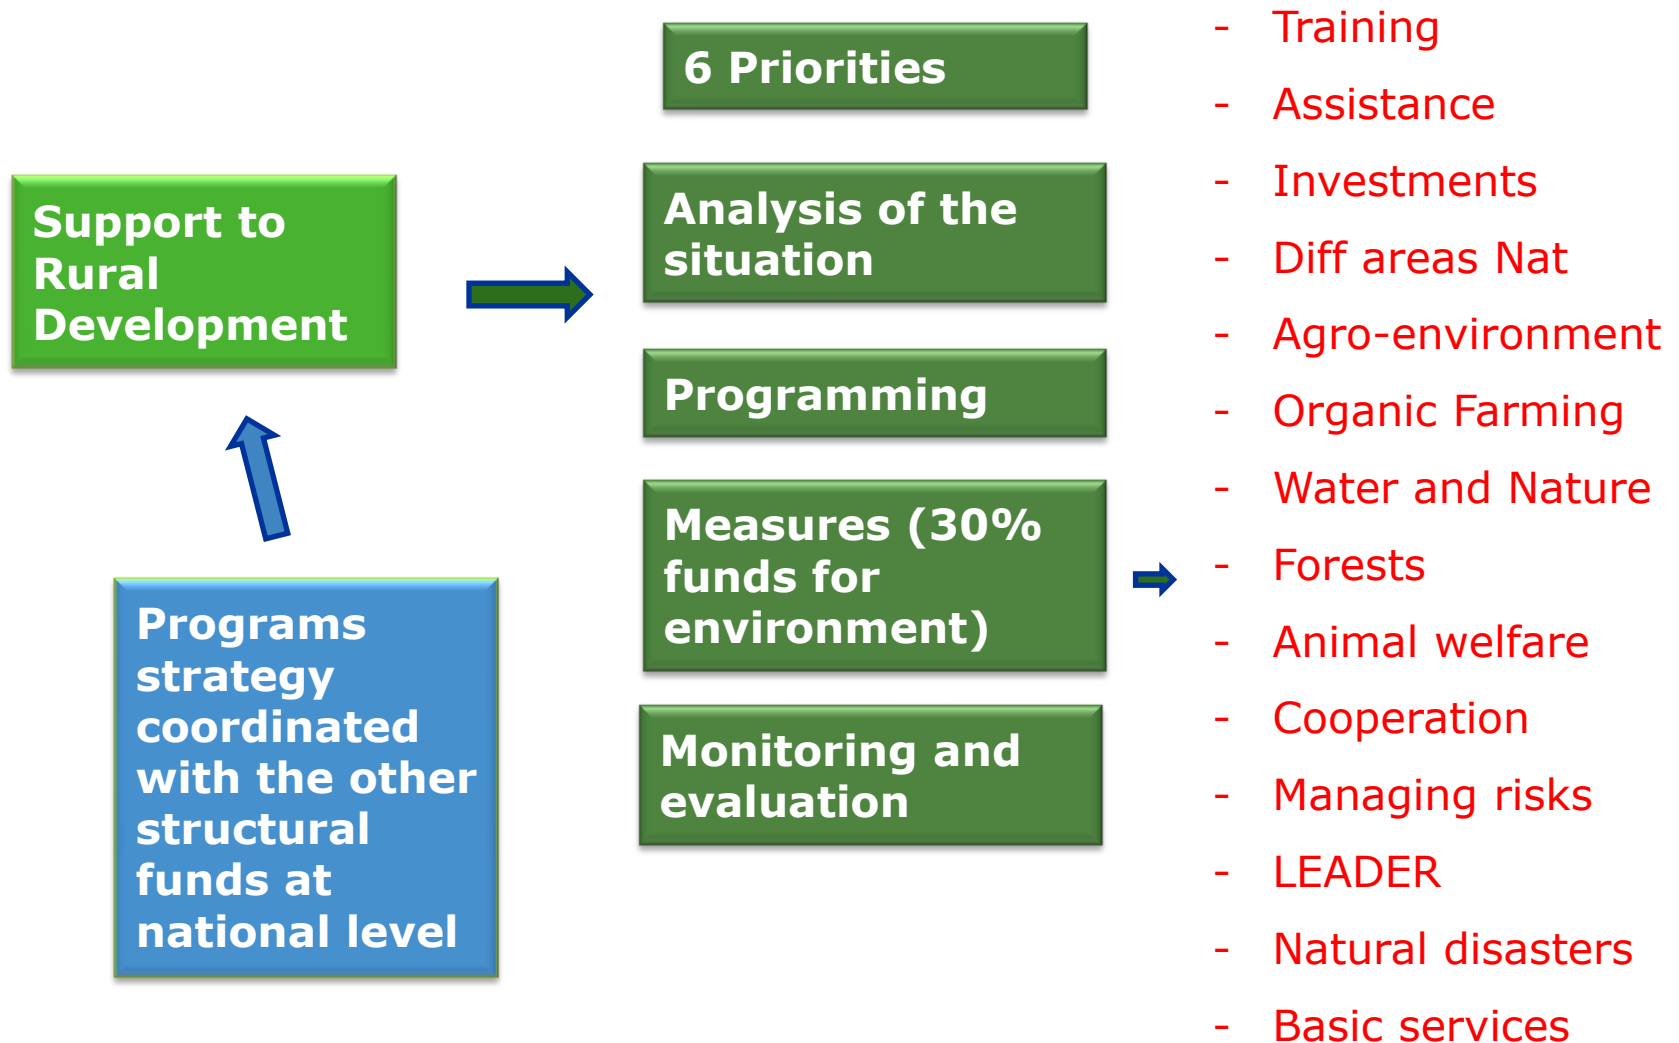 Support to
Rural
Development
Programs
strategy
coordinated
with the other
structural
funds at
national level
6 Priorities
Analysis of the
situation
Programming
Measures (30%
funds for
environment)
Monitoring and
evaluation
- Training
- Assistance
- Investments
- Diff areas Nat
- Agro-environment
- Organic Farming
- Water and Nature
- Forests
- Animal welfare
- Cooperation
- Managing risks
- LEADER
- Natural disasters
- Basic services